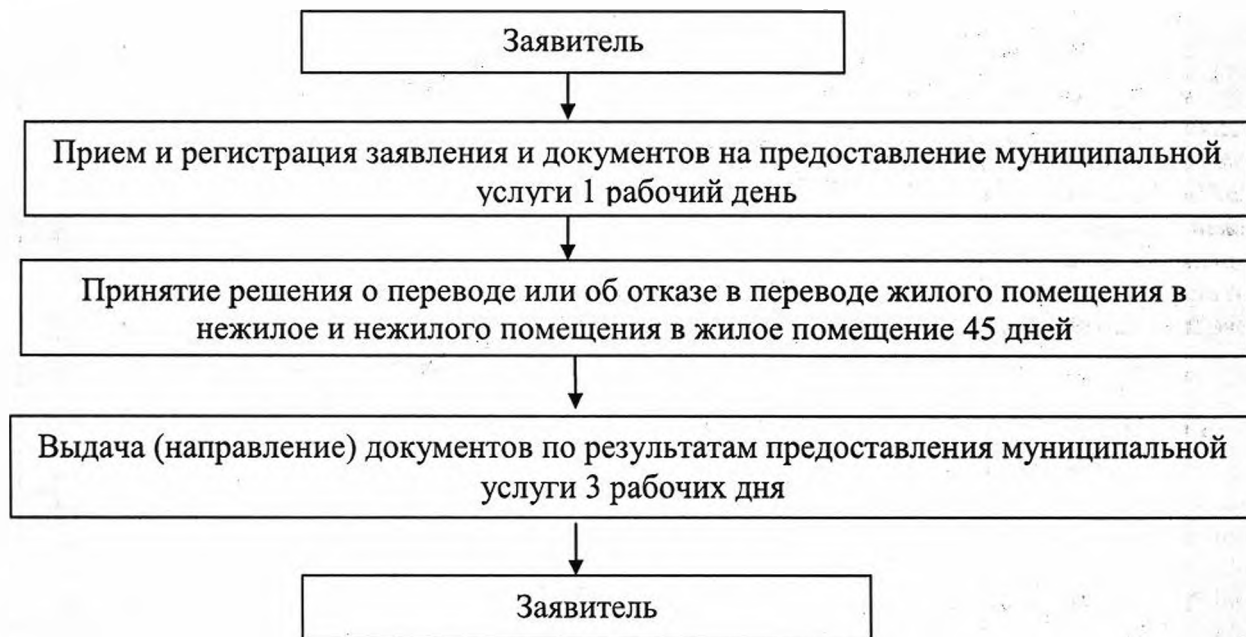 Заявитель
Прием и регистрация заявления и документов на предоставление муниципальной
услуги 1 рабочий день
Принятие решения о переводе или об отказе в переводе жилого помещения в
нежилое и нежилого помещения в жилое помещение 45 дней
Выдача (направление) документов по результатам предоставления муниципальной
услуги 3 рабочих дня
Заявитель